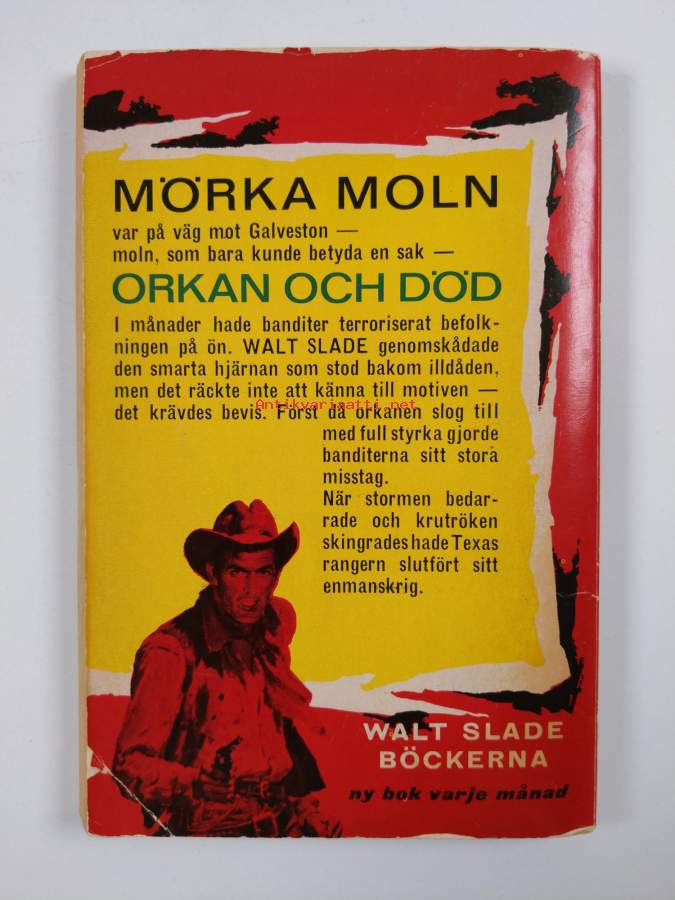 MÖRKA MOLN
var på väg mot Galveston —
moln, som bara kunde betyda en sak —
ORKAN OCH DÖD
I månader hade banditer terroriserat befolk-
ningen på ön. WALT SLADE genomskådade
den smarta hjärnan som stod bakom illdåden,
men det räckte inte att känna till motiven —
Antikvariaatti.net
det krävdes bevis. Först då orkanen slog till
med full styrka gjorde
banditerna sitt stora
misstag.
När stormen bedar-
rade och krutröken
skingrades hade Texas
rangern slutfört sitt
enmanskrig.
WALT SLADE
BÖCKERNA
ny bok varje månad